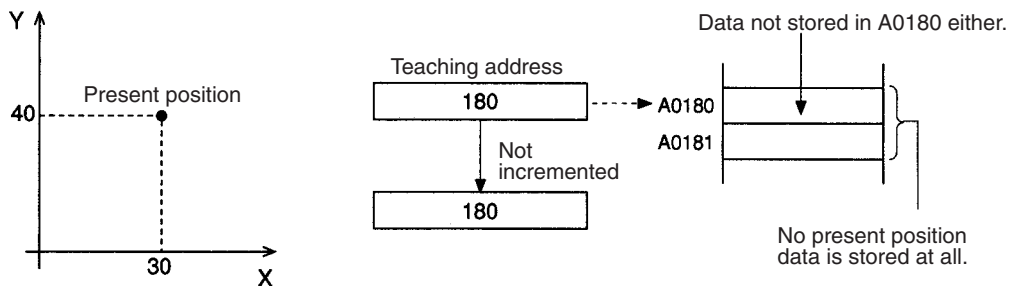 Y
40
Present position
30
X
Teaching address
180
Not
incremented
180
Data not stored in A0180 either.
A0180
A0181
No present position
data is stored at all.